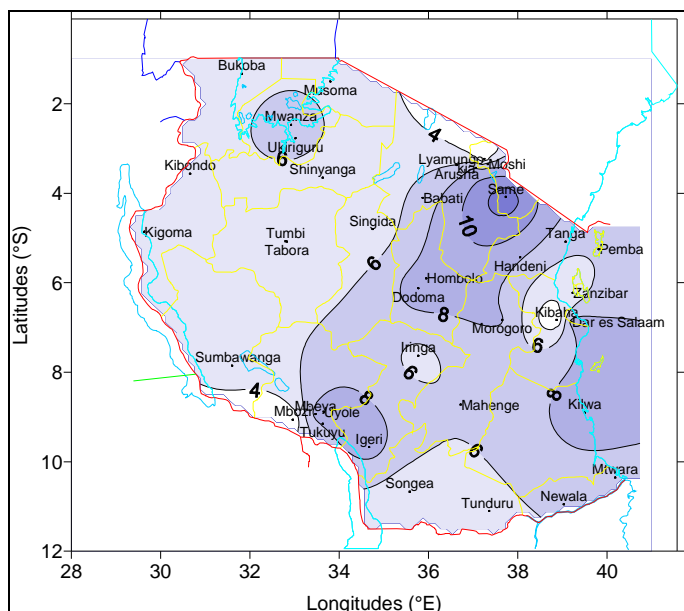 Bukoba
Musoma
2
Mwanza
4
Ukiriguru
6
Lyamungo
Moshi
Kibondo
Shinyanga
Arusha
kia
4
Babati
Same
Singida
10
Kigoma
Tumbi
Tabora
Tanga
Pemba
6
Handeni
6
Hombolo
Dodoma
Zanzibar
8
Kibaha
Dar es Salaam
Morogoro
6
Iringa
Sumbawanga
6
8
4
8
8
Mbeya
Mbozi
Uyole
Mahenge
Kilwa
Tukuyu
Igeri
6
10
Songea
Mtwara
Tunduru
Newala
12
28
30
32
34
36
38
40
Latitudes (°S)
Longitudes (°E)